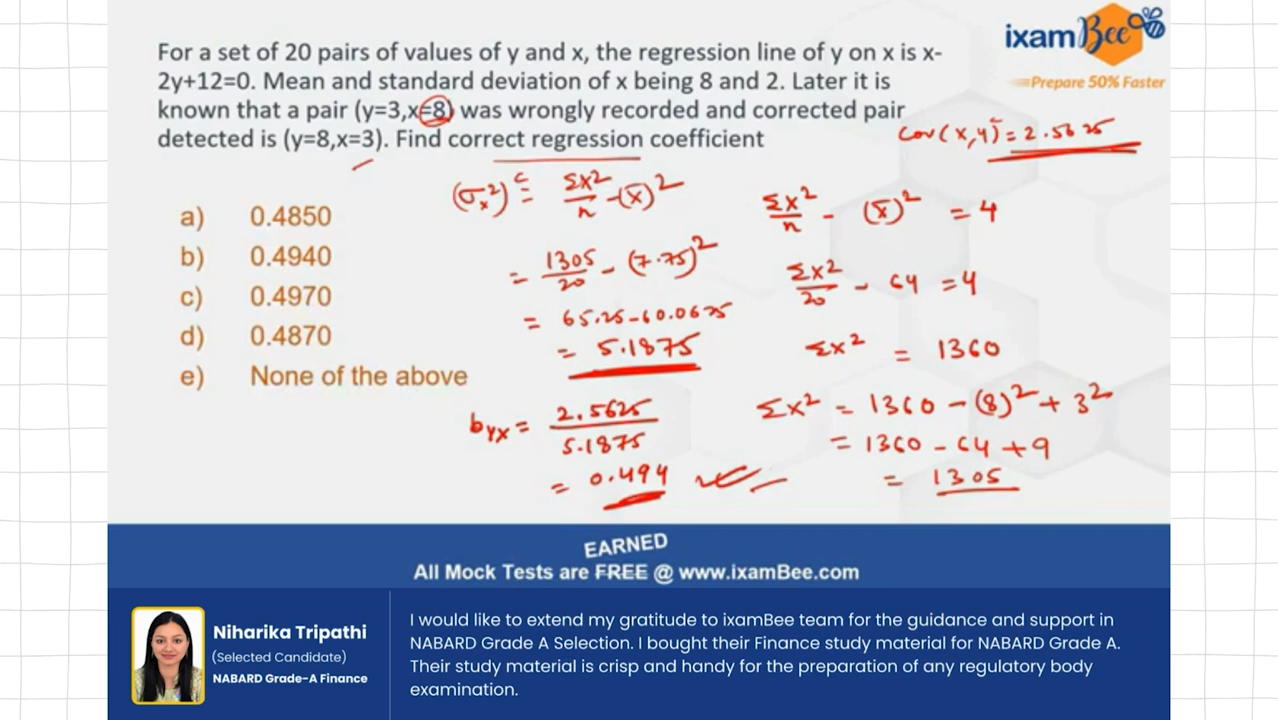 ixamBee
Prepare 50% Faster
For a set of 20 pairs of values of y and x, the regression line of y on x is x-
2y+12=0. Mean and standard deviation of x being 8 and 2. Later it is
known that a pair (y=3,x=8) was wrongly recorded and corrected pair
detected is (y=8,x=3). Find correct regression coefficient
Cov(x,y)ᶜ = 2.5625
a) 0.4850
b) 0.4940
c) 0.4970
d) 0.4870
e) None of the above
(σx²)ᶜ = Σx²/n - (x̄)²
= 1305/20 - (7.75)²
= 65.25 - 60.0625
= 5.1875
byx = 2.5625/5.1875
= 0.494
Σx²/n - (x̄)² = 4
Σx²/20 - 64 = 4
Σx² = 1360
Σx² = 1360 - (8)² + 3²
= 1360 - 64 + 9
= 1305
EARNED
All Mock Tests are FREE @ www.ixamBee.com
Niharika Tripathi
(Selected Candidate)
NABARD Grade-A Finance
I would like to extend my gratitude to ixamBee team for the guidance and support in
NABARD Grade A Selection. I bought their Finance study material for NABARD Grade A.
Their study material is crisp and handy for the preparation of any regulatory body
examination.